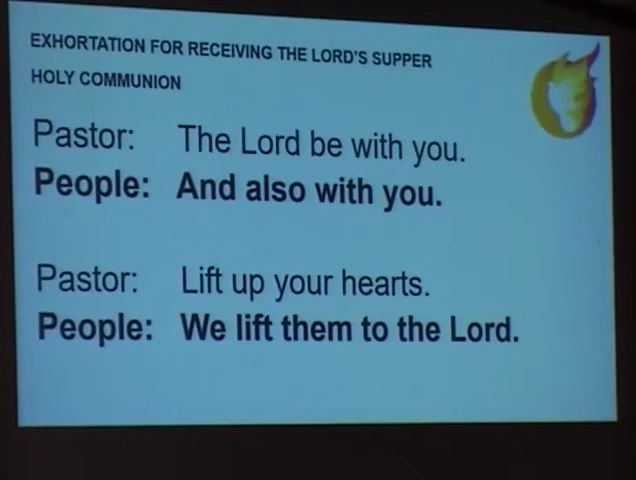 EXHORTATION FOR RECEIVING THE LORD'S SUPPER
HOLY COMMUNION
Pastor: The Lord be with you.
People: And also with you.
Pastor: Lift up your hearts.
People: We lift them to the Lord.